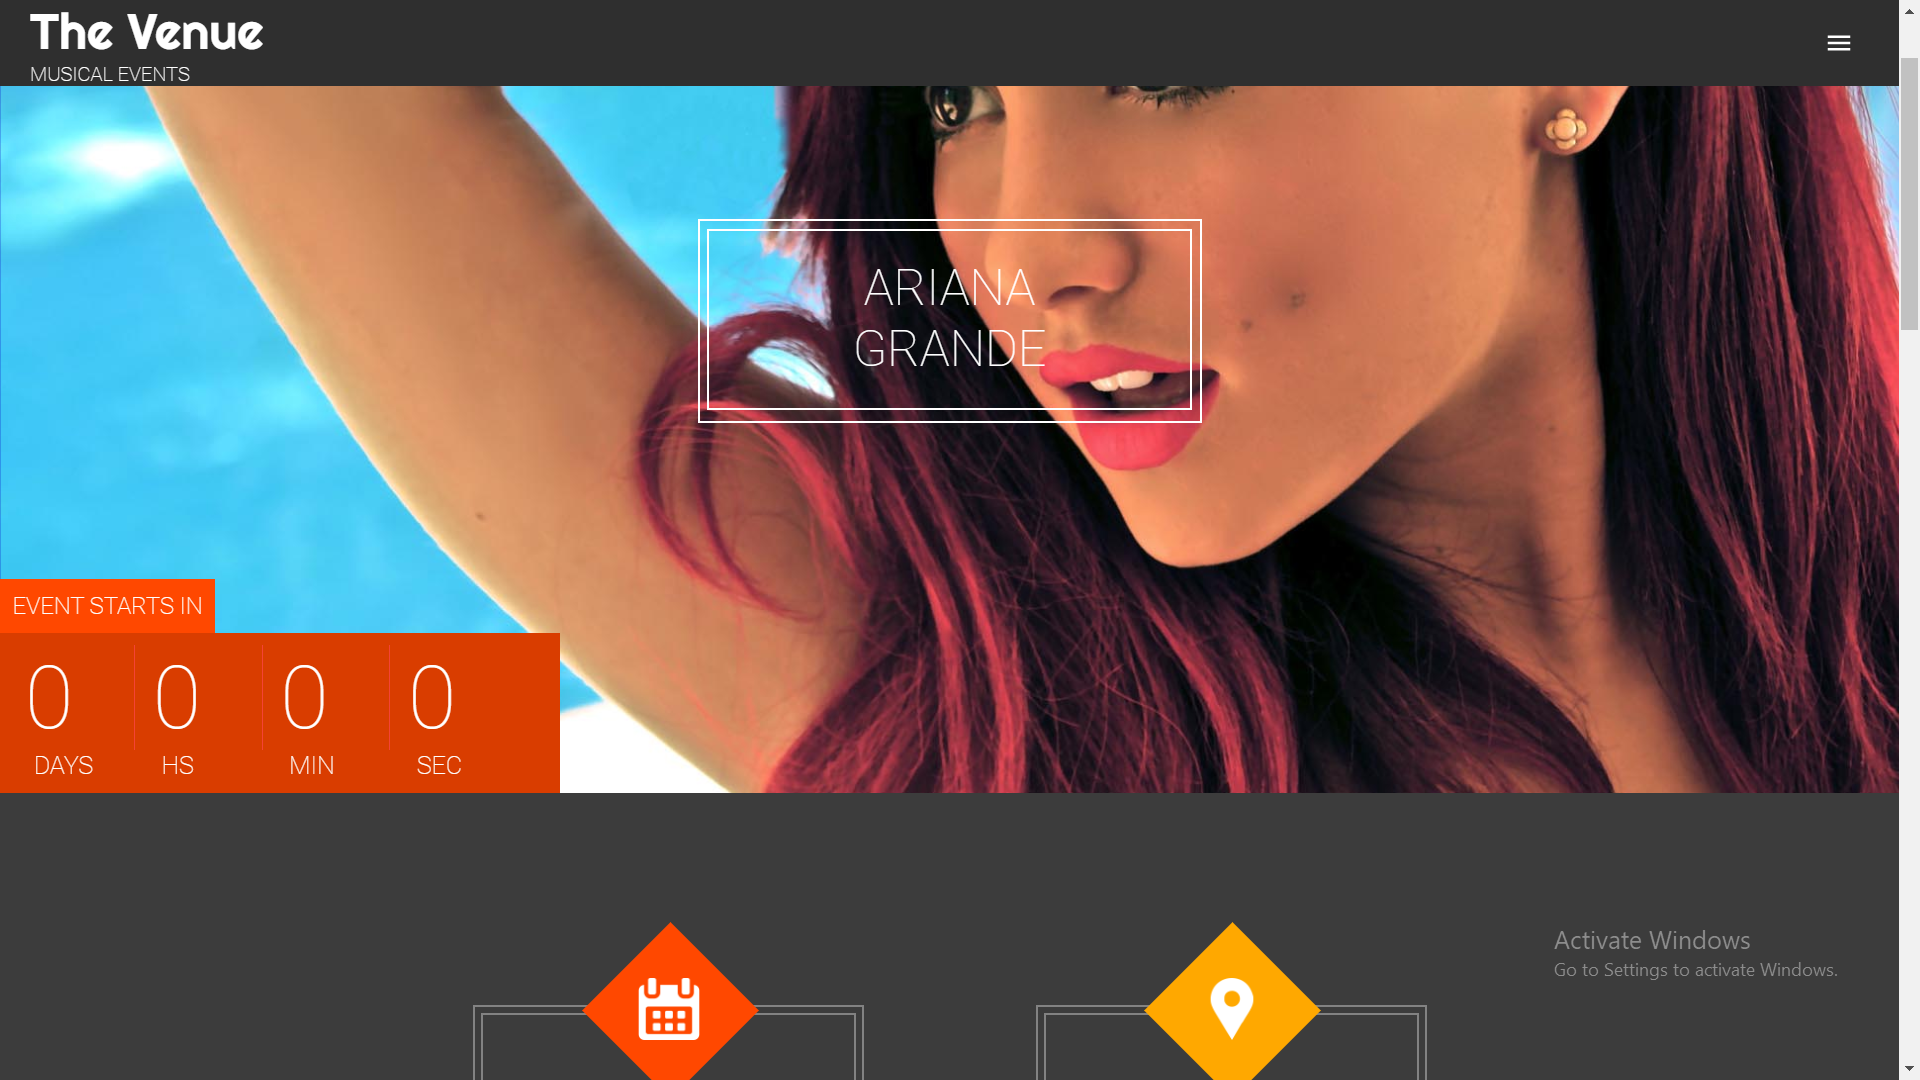 The Venue
MUSICAL EVENTS
ARIANA
GRANDE
EVENT STARTS IN
0 0 0 0
DAYS HS MIN SEC
Activate Windows
Go to Settings to activate Windows.